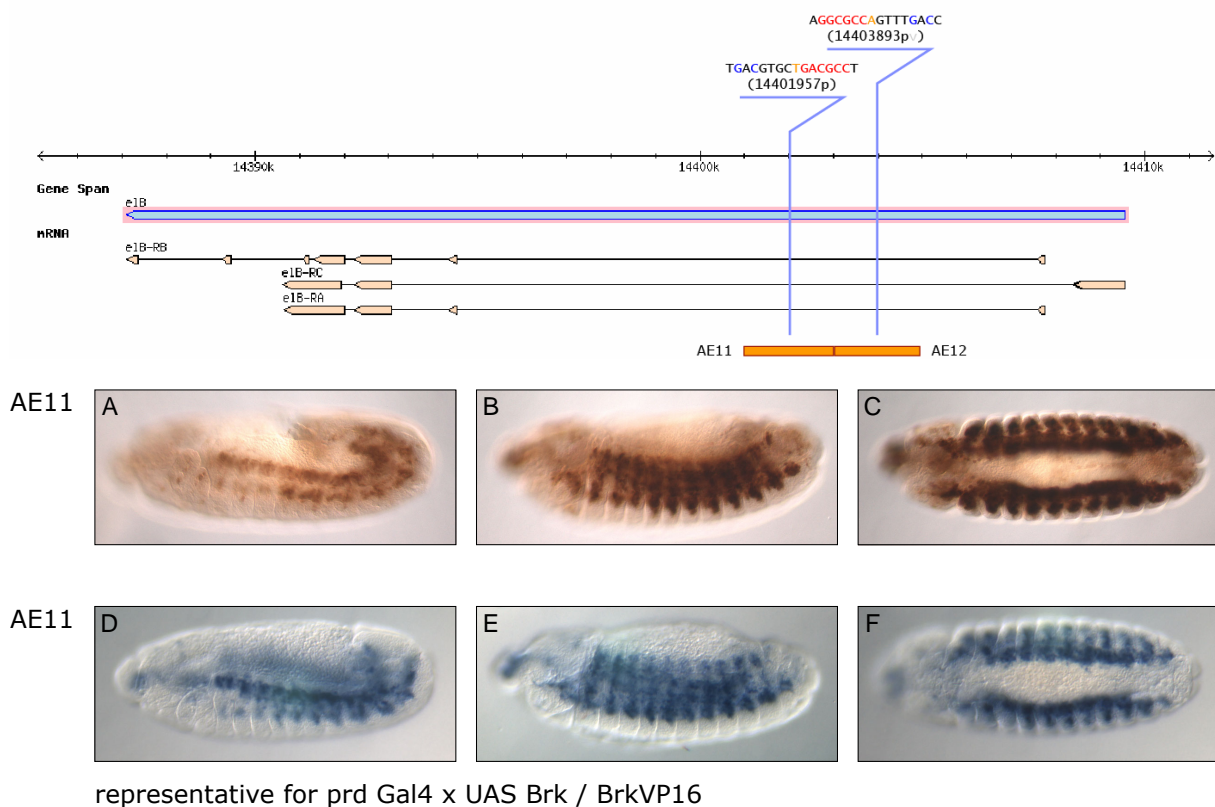 AGGCGCCAGTTTGACC
(14403893pv)
TGACGTGCTGACGCCT
(14401957p)
14390k 14400k 14410k
Gene Span
elB
mRNA
elB-RB
elB-RC
elB-RA
AE11 AE12
AE11
A B C
AE11
D E F
representative for prd Gal4 x UAS Brk / BrkVP16